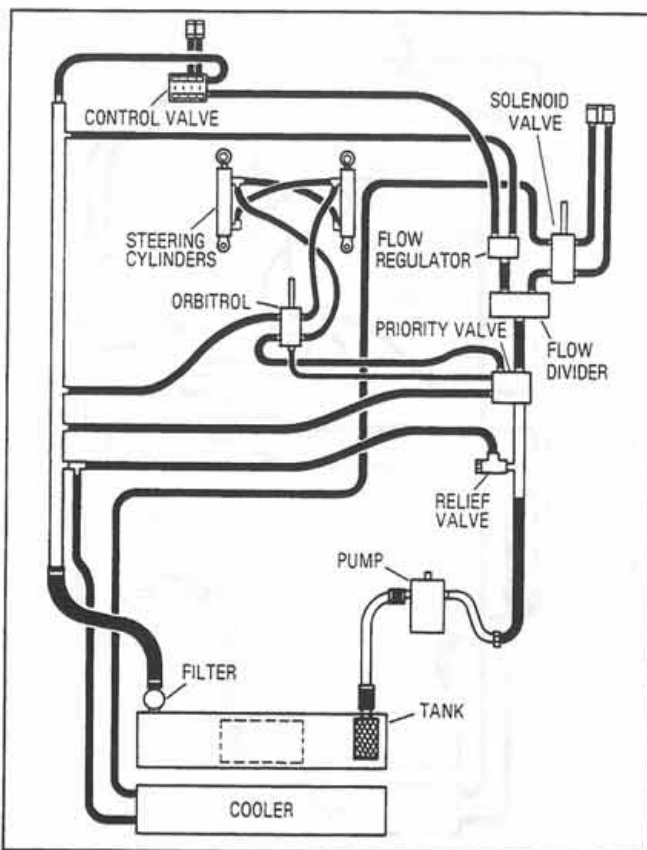 CONTROL VALVE
SOLENOID
VALVE
STEERING
CYLINDERS
FLOW
REGULATOR
ORBITROL
PRIORITY VALVE
FLOW
DIVIDER
RELIEF
VALVE
PUMP
FILTER
TANK
COOLER